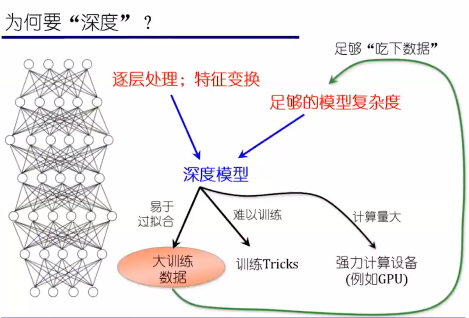 为何要“深度”？
足够“吃下数据”
逐层处理；特征变换
足够的模型复杂度
深度模型
易于
过拟合
难以训练
计算量大
大训练
数据
训练Tricks
强力计算设备
(例如GPU)